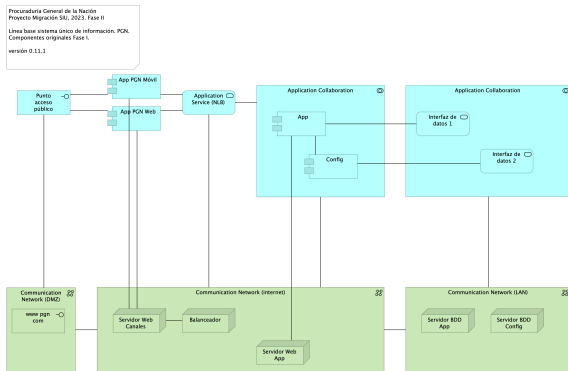 Procuraduría General de la Nación
Proyecto Migración SIU, 2023. Fase II
Línea base sistema único de información. PGN.
Componentes originales Fase I.
versión 0.11.1
Punto
acceso
público
App PGN Móvil
App PGN Web
Application
Service (NLB)
Application Collaboration
App
Config
Application Collaboration
Interfaz de
datos 1
Interfaz de
datos 2
Communication
Network (DMZ)
www pgn
com
Communication Network (internet)
Servidor Web
Canales
Balanceador
Servidor Web
App
Communication Network (LAN)
Servidor BDD
App
Servidor BDD
Config